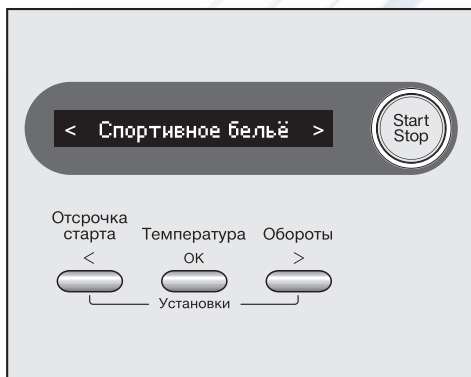 < Спортивное бельё >
Start
Stop
Отсрочка
старта Температура Обороты
< OK >
Установки